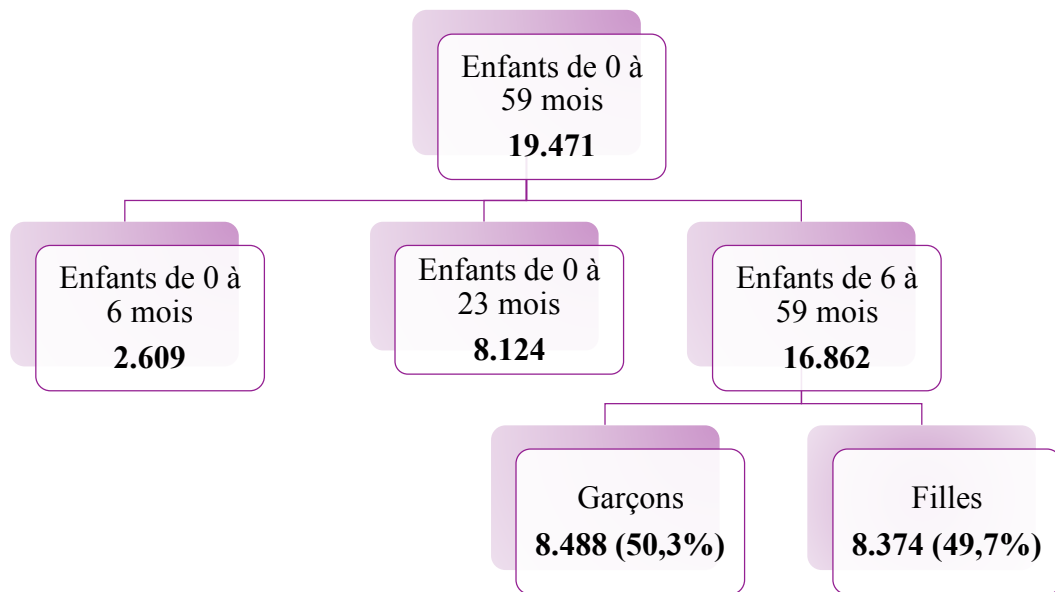 Enfants de 0 à
59 mois
19.471
Enfants de 0 à
6 mois
2.609
Enfants de 0 à
23 mois
8.124
Enfants de 6 à
59 mois
16.862
Garçons
8.488 (50,3%)
Filles
8.374 (49,7%)